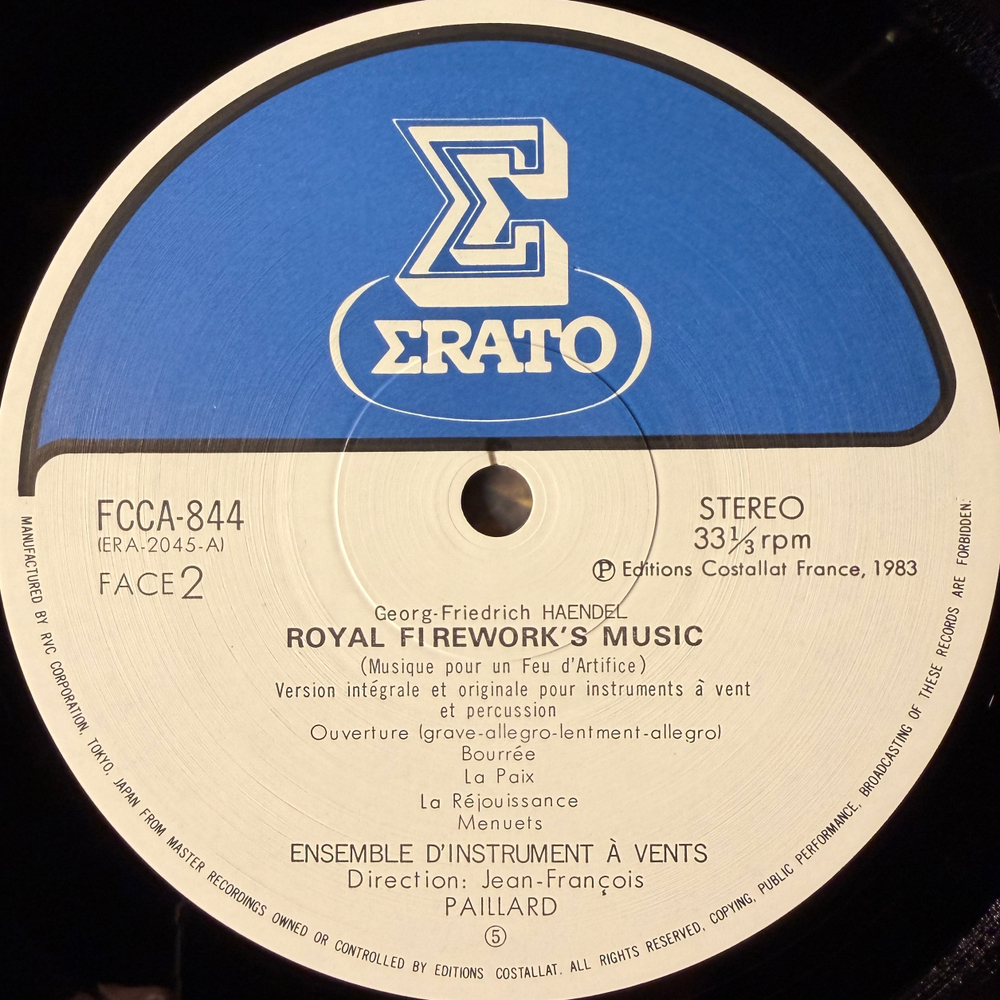 Σ
ΣRATO
FCCA-844
(ERA-2045-A)
FACE 2
STEREO
33 1/3 rpm
Ⓟ Editions Costallat France, 1983
Georg-Friedrich HAENDEL
ROYAL FIREWORK'S MUSIC
(Musique pour un Feu d'Artifice)
Version intégrale et originale pour instruments à vent
et percussion
Ouverture (grave-allegro-lentment-allegro)
Bourrée
La Paix
La Réjouissance
Menuets
ENSEMBLE D'INSTRUMENT À VENTS
Direction: Jean-François
PAILLARD
⑤
MANUFACTURED BY RVC CORPORATION, TOKYO, JAPAN FROM MASTER RECORDINGS OWNED OR CONTROLLED BY EDITIONS COSTALLAT. ALL RIGHTS RESERVED, COPYING, PUBLIC PERFORMANCE, BROADCASTING OF THESE RECORDS ARE FORBIDDEN.